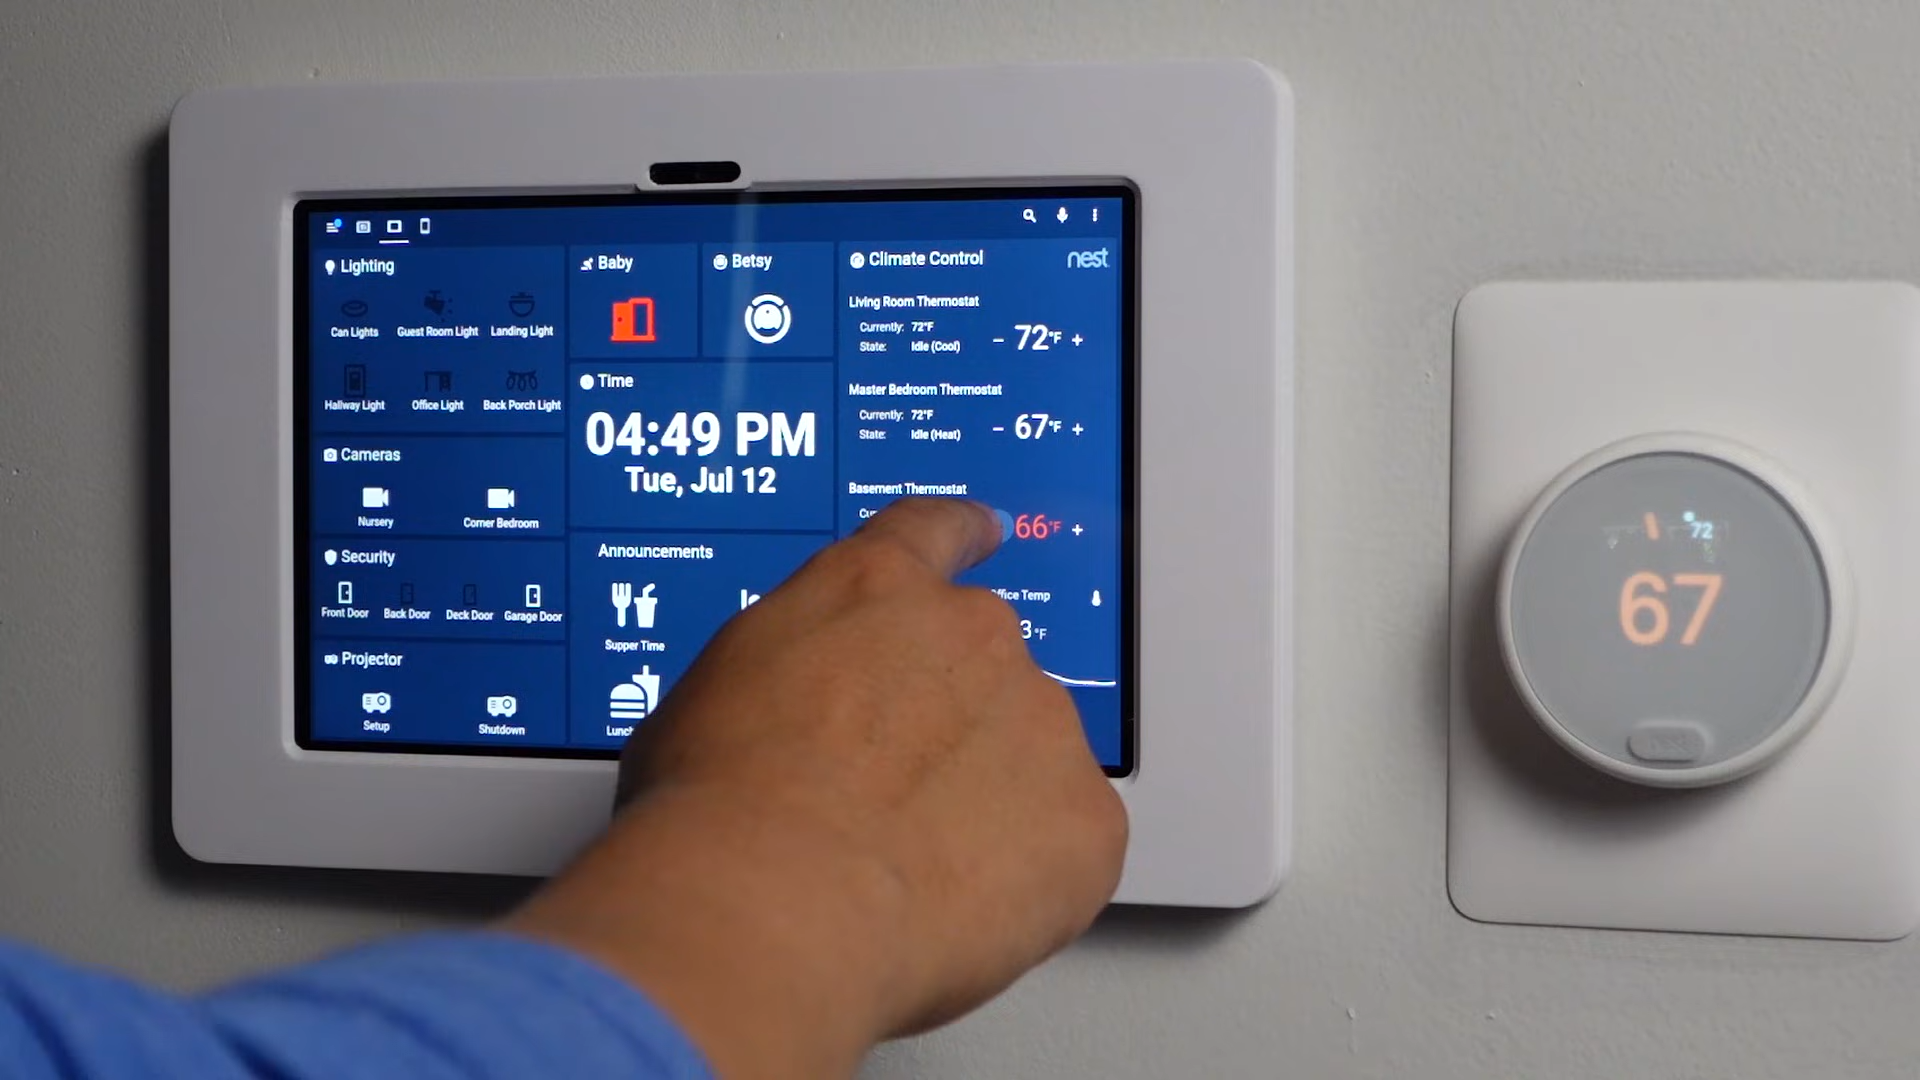 Lighting
Can Lights
Guest Room Light
Landing Light
Hallway Light
Office Light
Back Porch Light
Cameras
Nursery
Corner Bedroom
Security
Front Door
Back Door
Deck Door
Garage Door
Projector
Setup
Shutdown
Baby
Betsy
Time
04:49 PM
Tue, Jul 12
Announcements
Supper Time
Climate Control
nest
Living Room Thermostat
Currently: 72°F
State: Idle (Cool)
- 72°F +
Master Bedroom Thermostat
Currently: 72°F
State: Idle (Heat)
- 67°F +
Basement Thermostat
66°F +
Temp
3°F
72
67